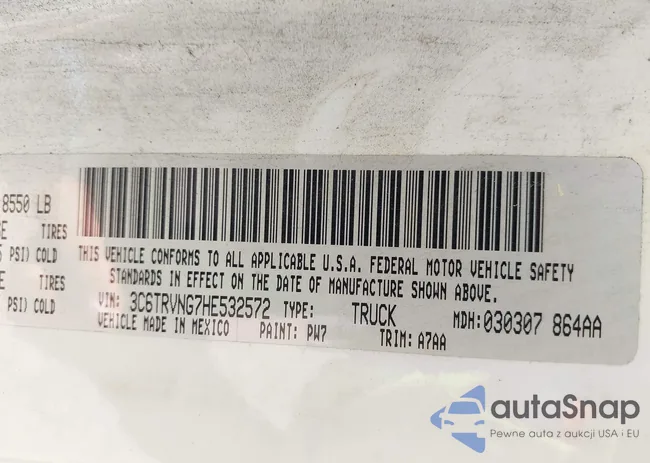 8550 LB
E TIRES
PSI) COLD
E TIRES
PSI) COLD
THIS VEHICLE CONFORMS TO ALL APPLICABLE U.S.A. FEDERAL MOTOR VEHICLE SAFETY
STANDARDS IN EFFECT ON THE DATE OF MANUFACTURE SHOWN ABOVE.
VIN: 3C6TRVNG7HE532572 TYPE: TRUCK MDH:030307 864AA
VEHICLE MADE IN MEXICO PAINT: PW7 TRIM: A7AA
autaSnap
Pewne auta z aukcji USA i EU